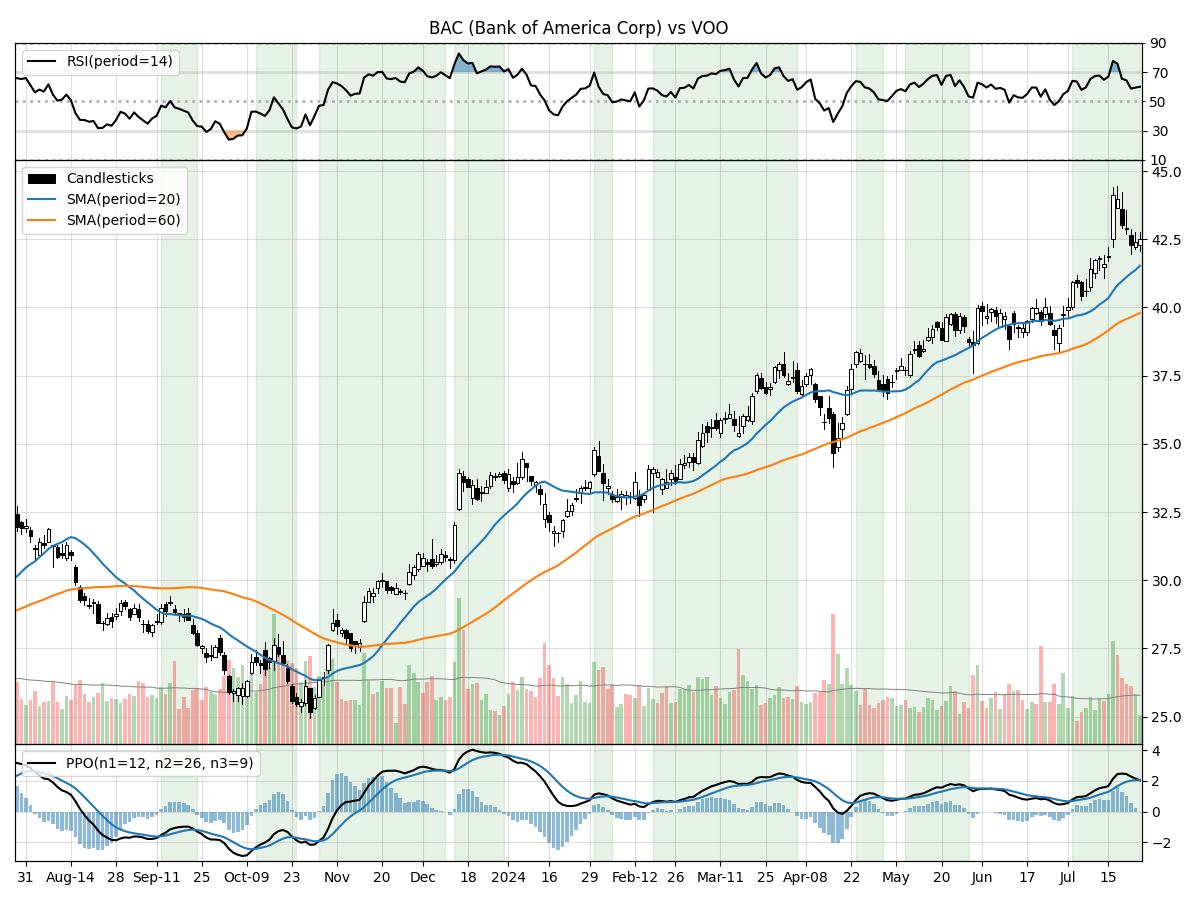 BAC (Bank of America Corp) vs VOO
RSI(period=14)
90
70
50
30
10
Candlesticks
SMA(period=20)
SMA(period=60)
45.0
42.5
40.0
37.5
35.0
32.5
30.0
27.5
25.0
PPO(n1=12, n2=26, n3=9)
4
2
0
−2
31 Aug-14 28 Sep-11 25 Oct-09 23 Nov 20 Dec 18 2024 16 29 Feb-12 26 Mar-11 25 Apr-08 22 May 20 Jun 17 Jul 15